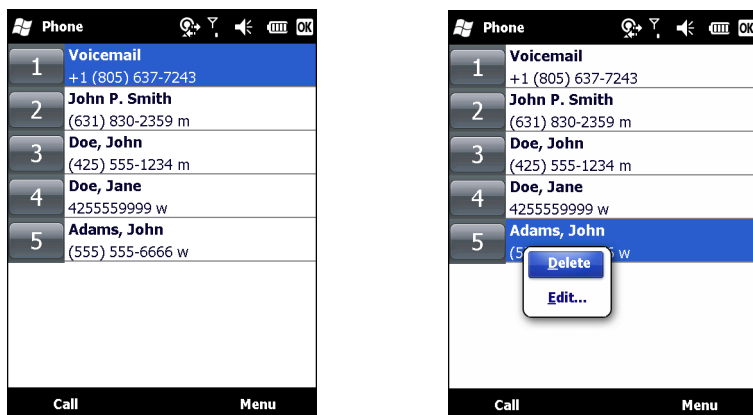 Phone OK
1 Voicemail
+1 (805) 637-7243
2 John P. Smith
(631) 830-2359 m
3 Doe, John
(425) 555-1234 m
4 Doe, Jane
4255559999 w
5 Adams, John
(555) 555-6666 w
Call Menu
Phone OK
1 Voicemail
+1 (805) 637-7243
2 John P. Smith
(631) 830-2359 m
3 Doe, John
(425) 555-1234 m
4 Doe, Jane
4255559999 w
5 Adams, John
w
Delete
Edit...
Call Menu